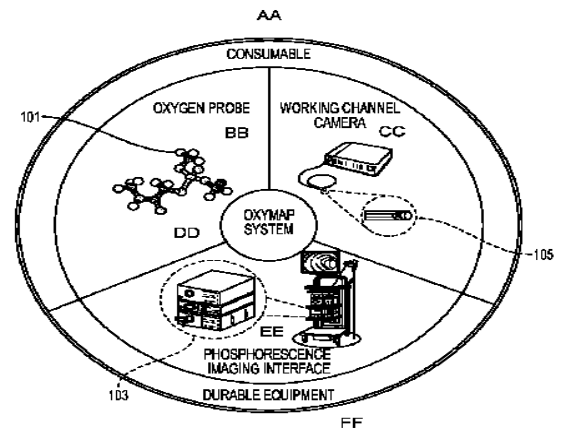 AA
CONSUMABLE
OXYGEN PROBE
WORKING CHANNEL
CAMERA
101
BB
CC
DD
OXYMAP
SYSTEM
105
EE
PHOSPHORESCENCE
IMAGING INTERFACE
103
DURABLE EQUIPMENT
FF